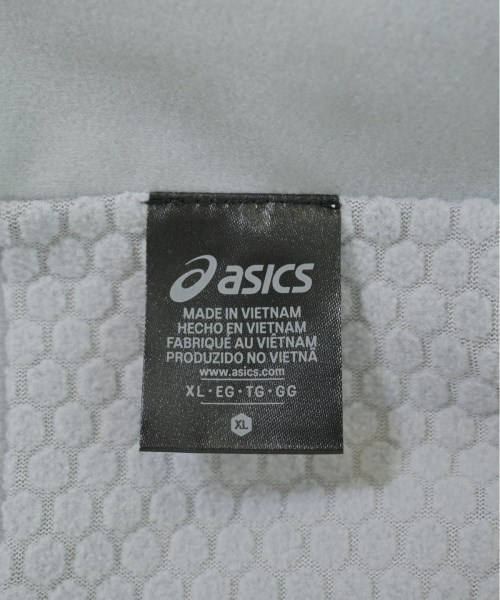 asics
MADE IN VIETNAM
HECHO EN VIETNAM
FABRIQUÉ AU VIÊTNAM
PRODUZIDO NO VIETNÃ
www.asics.com
XL・EG・TG・GG
XL